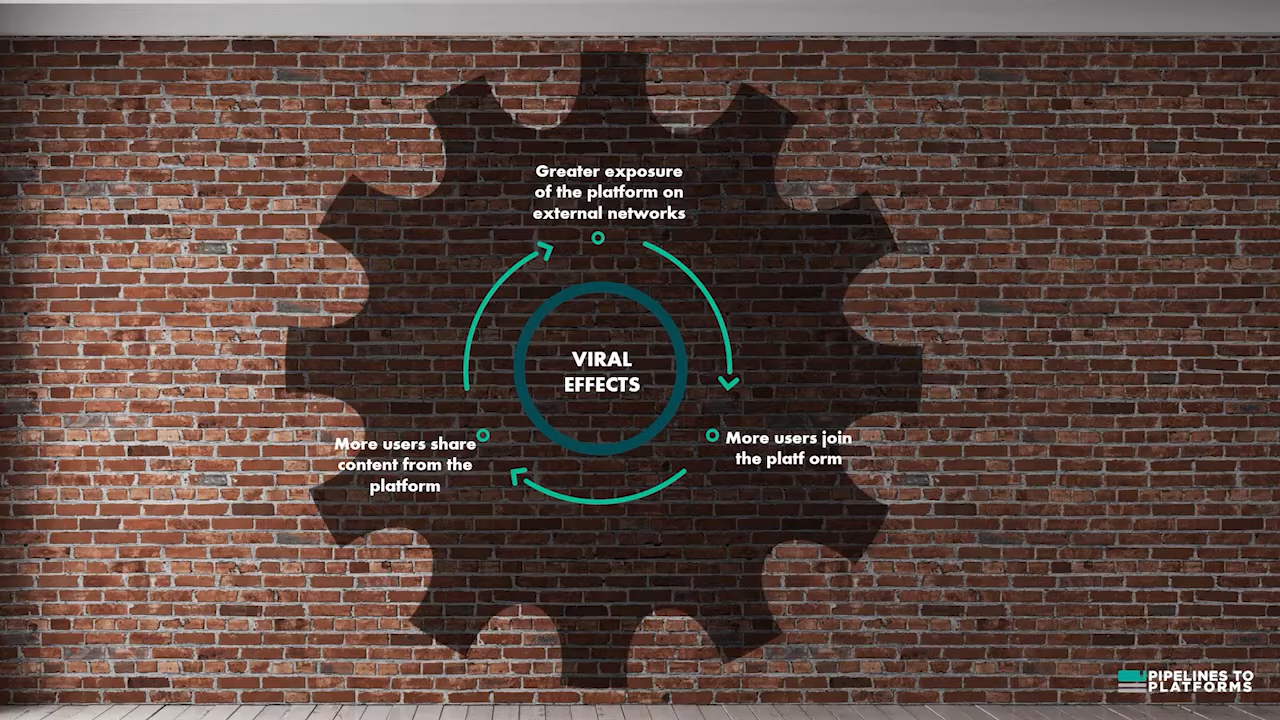 Greater exposure
of the platform on
external networks
VIRAL
EFFECTS
More users share
content from the
platform
More users join
the platf orm
PIPELINES TO
PLATFORMS